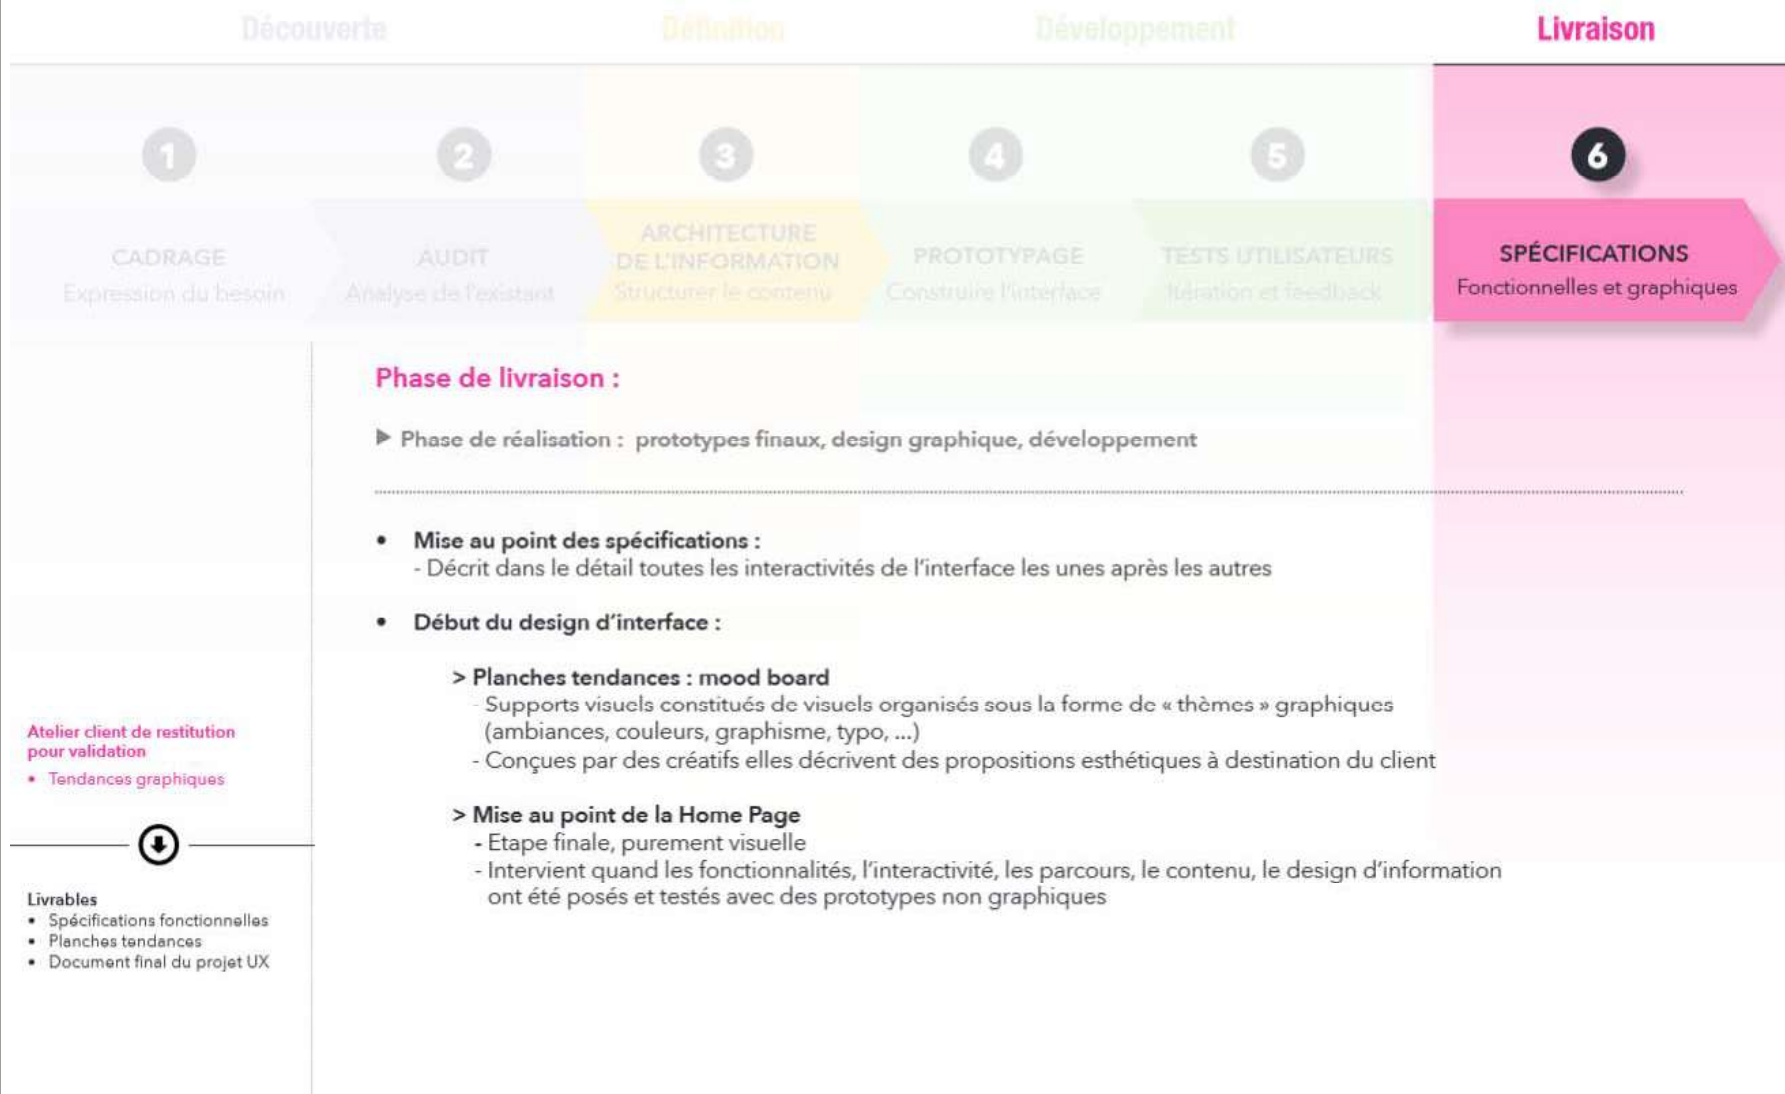 Découverte
Définition
Développement
Livraison
1
2
3
4
5
6
CADRAGE
Expression du besoin
AUDIT
Analyse de l'existant
ARCHITECTURE
DE L'INFORMATION
Structurer le contenu
PROTOTYPAGE
Construire l'interface
TESTS UTILISATEURS
Itération et feedback
SPÉCIFICATIONS
Fonctionnelles et graphiques
Phase de livraison :
▶ Phase de réalisation : prototypes finaux, design graphique, développement
• Mise au point des spécifications :
- Décrit dans le détail toutes les interactivités de l'interface les unes après les autres
• Début du design d'interface :
> Planches tendances : mood board
- Supports visuels constitués de visuels organisés sous la forme de « thèmes » graphiques
(ambiances, couleurs, graphisme, typo, ...)
- Conçues par des créatifs elles décrivent des propositions esthétiques à destination du client
> Mise au point de la Home Page
- Etape finale, purement visuelle
- Intervient quand les fonctionnalités, l'interactivité, les parcours, le contenu, le design d'information
ont été posés et testés avec des prototypes non graphiques
Atelier client de restitution
pour validation
• Tendances graphiques
Livrables
• Spécifications fonctionnelles
• Planches tendances
• Document final du projet UX